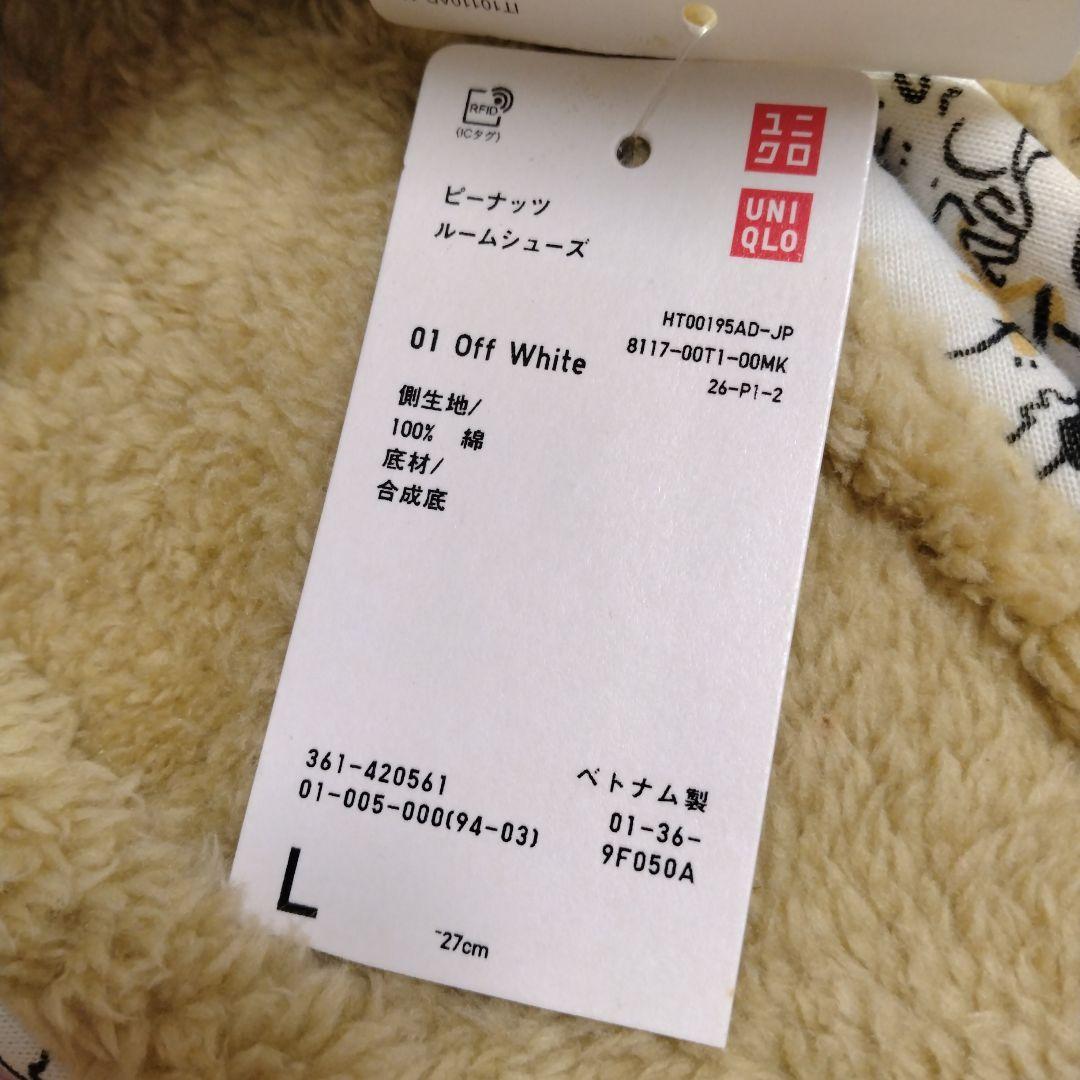 IT10110AD
RFID
(ICタグ)
ユニ
クロ
UNI
QLO
ピーナッツ
ルームシューズ
HT00195AD-JP
8117-00T1-00MK
26-P1-2
01 Off White
側生地/
100% 綿
底材/
合成底
361-420561
01-005-000(94-03)
ベトナム製
01-36-
9F050A
L
~27cm